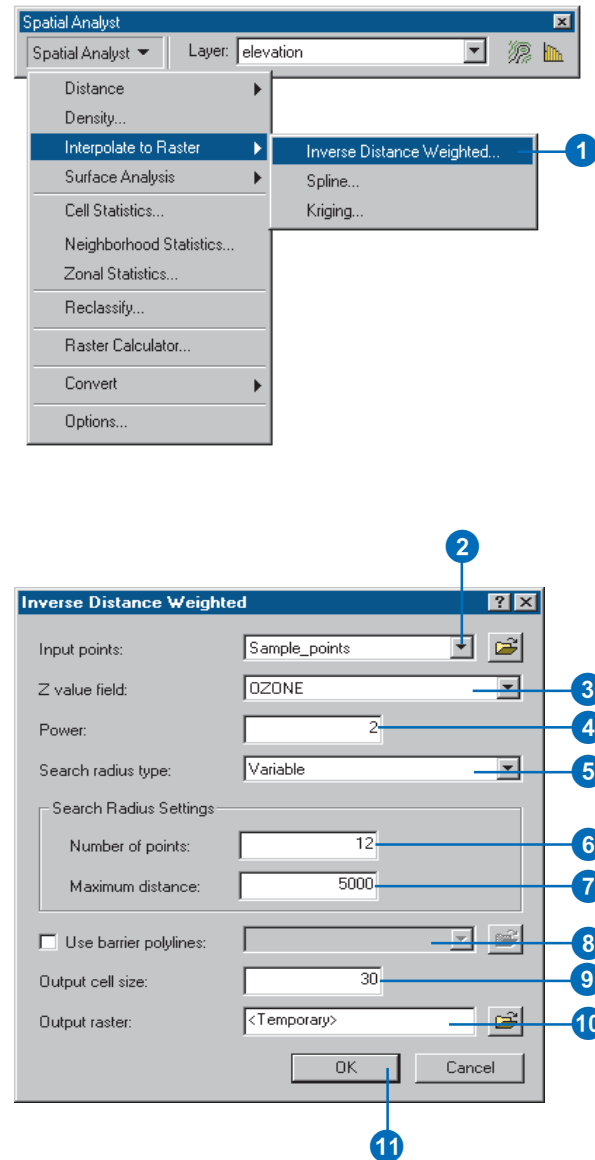 Spatial Analyst
Spatial Analyst Layer: elevation
Distance
Density...
Interpolate to Raster
Inverse Distance Weighted...
1
Surface Analysis
Spline...
Cell Statistics...
Kriging...
Neighborhood Statistics...
Zonal Statistics...
Reclassify...
Raster Calculator...
Convert
Options...
2
Inverse Distance Weighted
Input points: Sample_points
Z value field: OZONE 3
Power: 2 4
Search radius type: Variable 5
Search Radius Settings
Number of points: 12 6
Maximum distance: 5000 7
Use barrier polylines: 8
Output cell size: 30 9
Output raster: <Temporary> 10
OK Cancel
11